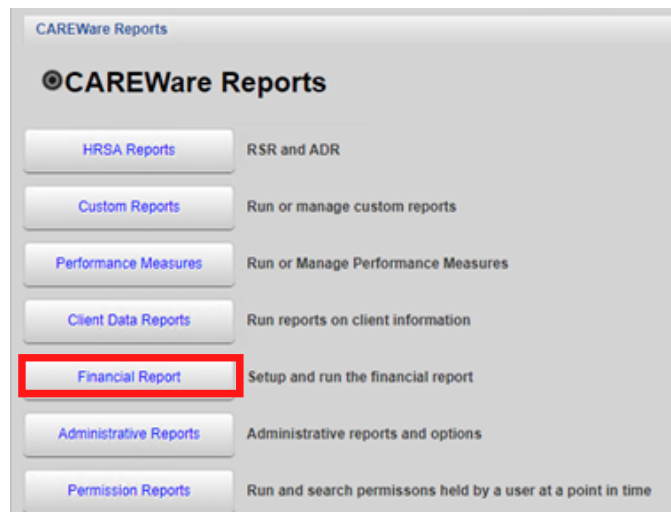 CAREWare Reports
CAREWare Reports
HRSA Reports RSR and ADR
Custom Reports Run or manage custom reports
Performance Measures Run or Manage Performance Measures
Client Data Reports Run reports on client information
Financial Report Setup and run the financial report
Administrative Reports Administrative reports and options
Permission Reports Run and search permissons held by a user at a point in time